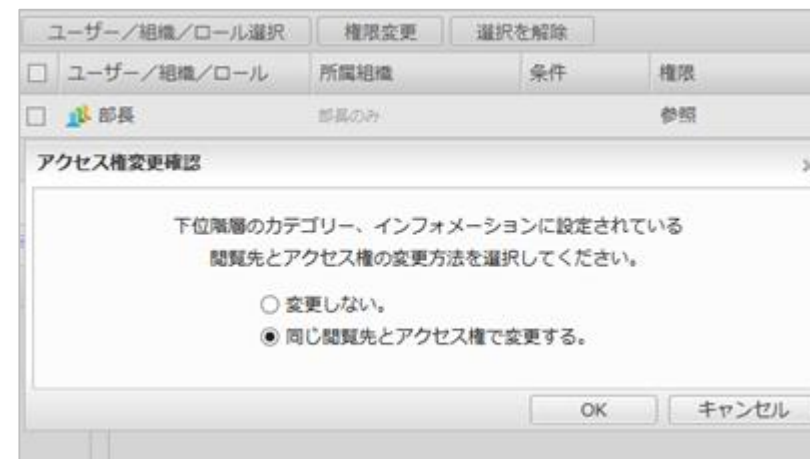 ユーザー／組織／ロール選択 権限変更 選択を解除
ユーザー／組織／ロール 所属組織 条件 権限
部長 部長のみ 参照
アクセス権変更確認
下位階層のカテゴリー、インフォメーションに設定されている
閲覧先とアクセス権の変更方法を選択してください。
変更しない。
同じ閲覧先とアクセス権で変更する。
OK キャンセル